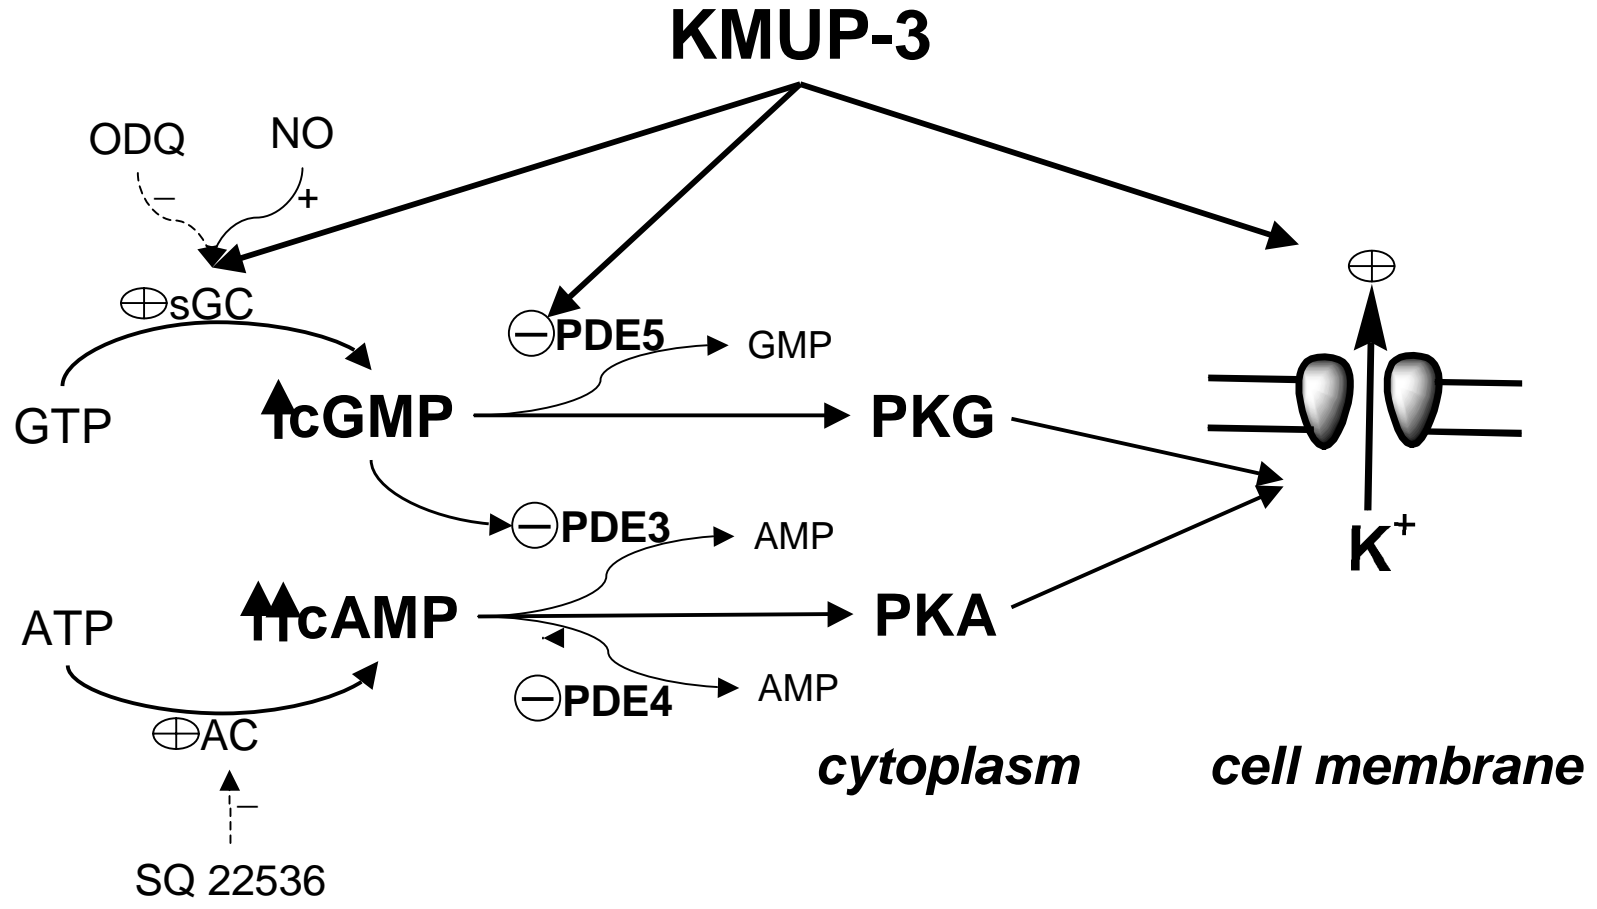 KMUP-3
ODQ
NO
–
+
sGC
PDE5
GMP
GTP
cGMP
PKG
PDE3
AMP
K+
ATP
cAMP
PKA
PDE4
AMP
AC
cytoplasm
cell membrane
–
SQ 22536